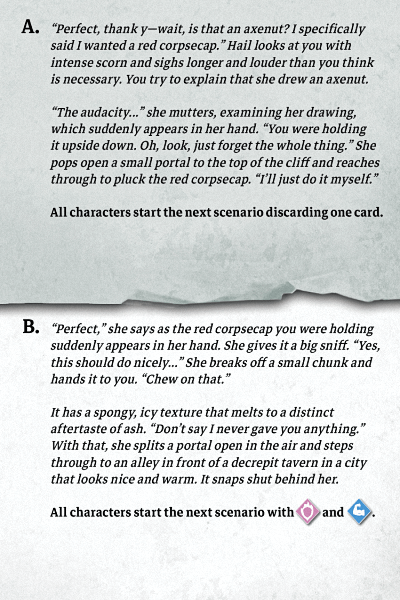 A. “Perfect, thank y—wait, is that an axenut? I specifically
said I wanted a red corpsecap.” Hail looks at you with
intense scorn and sighs longer and louder than you think
is necessary. You try to explain that she drew an axenut.
“The audacity...” she mutters, examining her drawing,
which suddenly appears in her hand. “You were holding
it upside down. Oh, look, just forget the whole thing.” She
pops open a small portal to the top of the cliff and reaches
through to pluck the red corpsecap. “I’ll just do it myself.”
All characters start the next scenario discarding one card.
B. “Perfect,” she says as the red corpsecap you were holding
suddenly appears in her hand. She gives it a big sniff. “Yes,
this should do nicely...” She breaks off a small chunk and
hands it to you. “Chew on that.”
It has a spongy, icy texture that melts to a distinct
aftertaste of ash. “Don’t say I never gave you anything.”
With that, she splits a portal open in the air and steps
through to an alley in front of a decrepit tavern in a city
that looks nice and warm. It snaps shut behind her.
All characters start the next scenario with and .